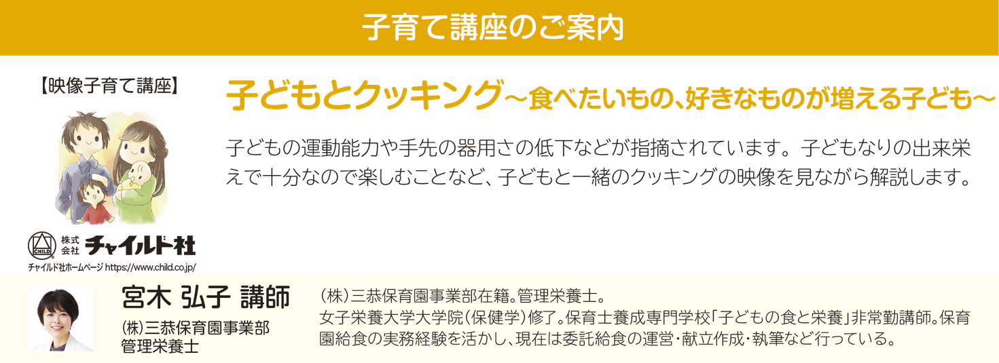 子育て講座のご案内
【映像子育て講座】
子どもとクッキング～食べたいもの、好きなものが増える子ども～
子どもの運動能力や手先の器用さの低下などが指摘されています。子どもなりの出来栄
えで十分なので楽しむことなど、子どもと一緒のクッキングの映像を見ながら解説します。
CHILD
株式
会社 チャイルド社
チャイルド社ホームページ https://www.child.co.jp/
宮木 弘子 講師
(株)三恭保育園事業部
管理栄養士
(株)三恭保育園事業部在籍。管理栄養士。
女子栄養大学大学院(保健学)修了。保育士養成専門学校「子どもの食と栄養」非常勤講師。保育
園給食の実務経験を活かし、現在は委託給食の運営・献立作成・執筆など行っている。